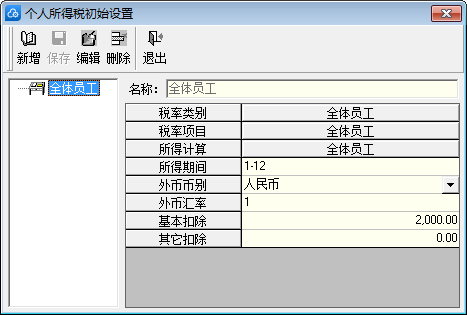 个人所得税初始设置
新增 保存 编辑 删除 退出
全体员工
名称: 全体员工
税率类别 全体员工
税率项目 全体员工
所得计算 全体员工
所得期间 1-12
外币币别 人民币
外币汇率 1
基本扣除 2,000.00
其它扣除 0.00